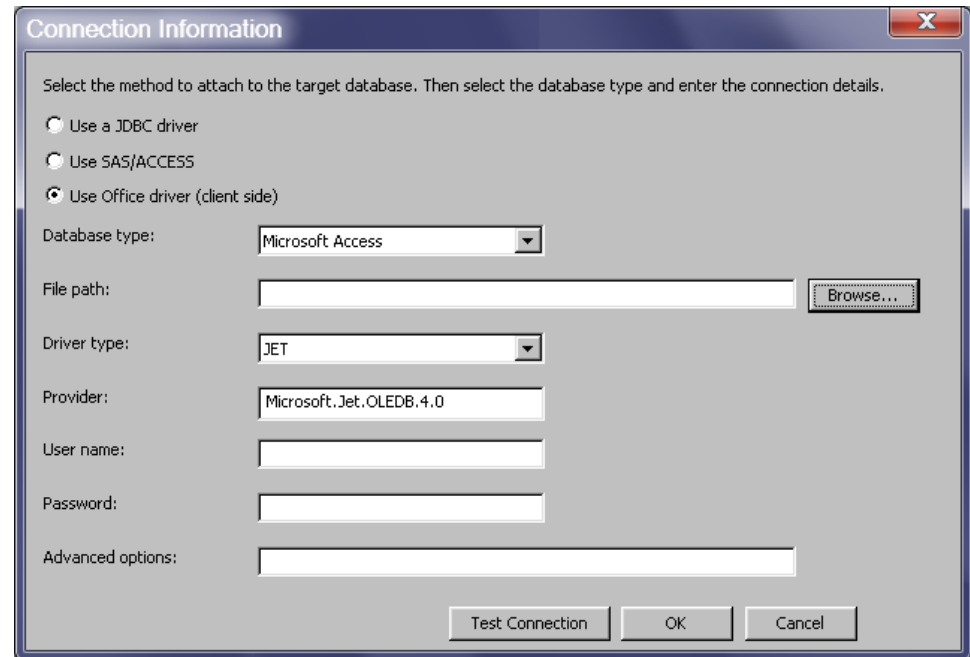 Connection Information
X
Select the method to attach to the target database. Then select the database type and enter the connection details.
Use a JDBC driver
Use SAS/ACCESS
Use Office driver (client side)
Database type:
Microsoft Access
File path:
Browse...
Driver type:
JET
Provider:
Microsoft.Jet.OLEDB.4.0
User name:
Password:
Advanced options:
Test Connection
OK
Cancel